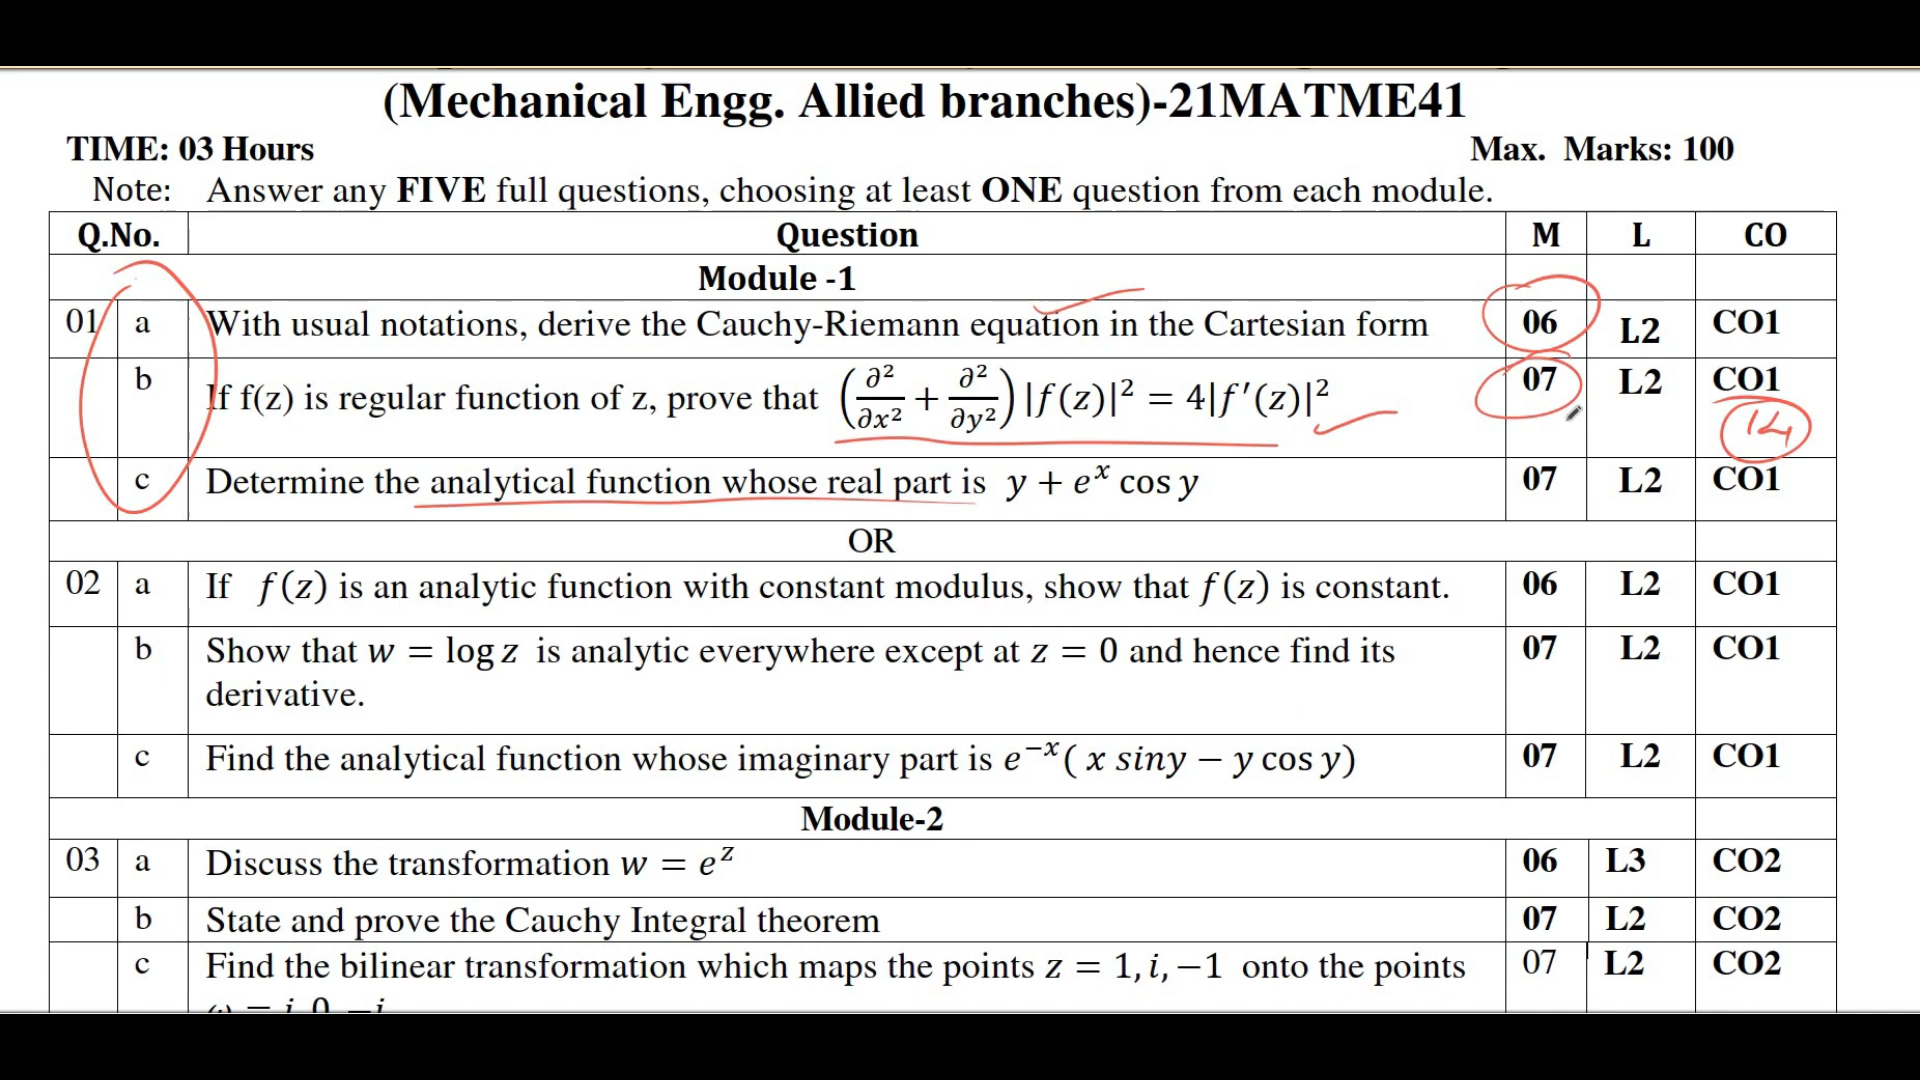 (Mechanical Engg. Allied branches)-21MATME41
TIME: 03 Hours Max. Marks: 100
Note: Answer any FIVE full questions, choosing at least ONE question from each module.
Q.No. Question M L CO
Module -1
01 a With usual notations, derive the Cauchy-Riemann equation in the Cartesian form 06 L2 CO1
b If f(z) is regular function of z, prove that (∂²/∂x² + ∂²/∂y²) |f(z)|² = 4|f′(z)|² 07 L2 CO1
14
c Determine the analytical function whose real part is y + eˣ cos y 07 L2 CO1
OR
02 a If f(z) is an analytic function with constant modulus, show that f(z) is constant. 06 L2 CO1
b Show that w = log z is analytic everywhere except at z = 0 and hence find its 07 L2 CO1
derivative.
c Find the analytical function whose imaginary part is e⁻ˣ( x siny − y cos y) 07 L2 CO1
Module-2
03 a Discuss the transformation w = eᶻ 06 L3 CO2
b State and prove the Cauchy Integral theorem 07 L2 CO2
c Find the bilinear transformation which maps the points z = 1, i, −1 onto the points 07 L2 CO2